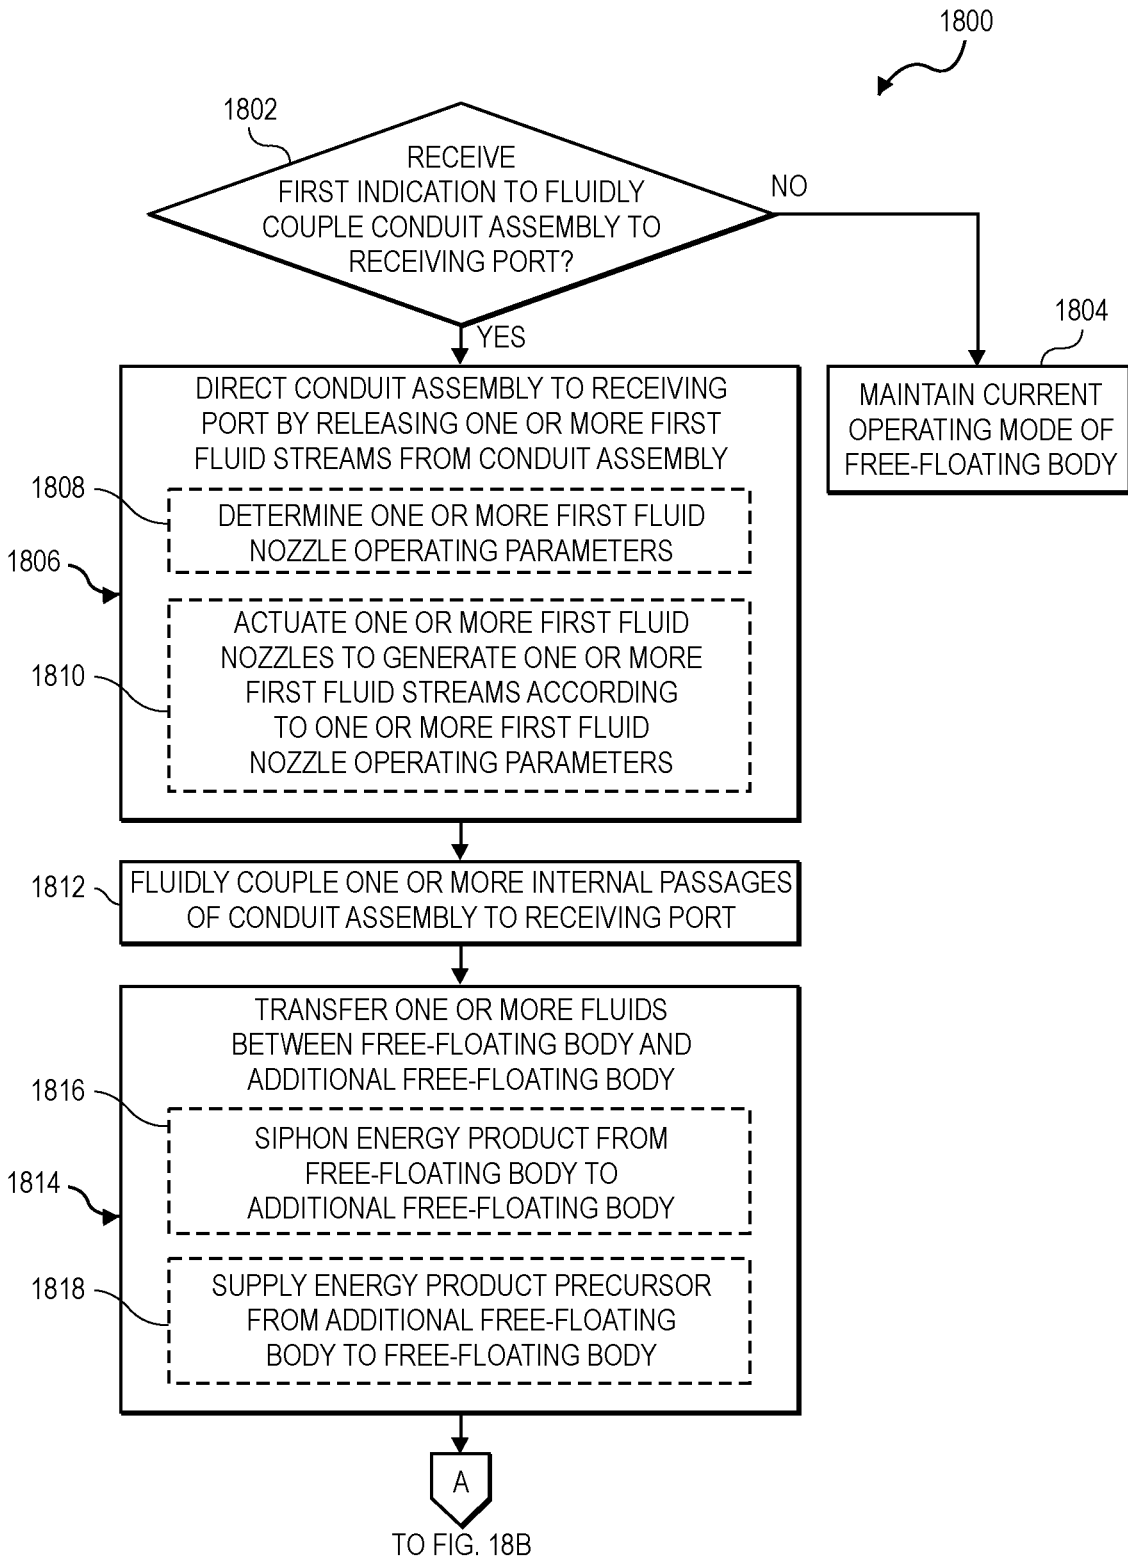 1800
1802
RECEIVE
FIRST INDICATION TO FLUIDLY
COUPLE CONDUIT ASSEMBLY TO
RECEIVING PORT?
NO
YES
1804
MAINTAIN CURRENT
OPERATING MODE OF
FREE-FLOATING BODY
1806
DIRECT CONDUIT ASSEMBLY TO RECEIVING
PORT BY RELEASING ONE OR MORE FIRST
FLUID STREAMS FROM CONDUIT ASSEMBLY
1808
DETERMINE ONE OR MORE FIRST FLUID
NOZZLE OPERATING PARAMETERS
1810
ACTUATE ONE OR MORE FIRST FLUID
NOZZLES TO GENERATE ONE OR MORE
FIRST FLUID STREAMS ACCORDING
TO ONE OR MORE FIRST FLUID
NOZZLE OPERATING PARAMETERS
1812
FLUIDLY COUPLE ONE OR MORE INTERNAL PASSAGES
OF CONDUIT ASSEMBLY TO RECEIVING PORT
1814
TRANSFER ONE OR MORE FLUIDS
BETWEEN FREE-FLOATING BODY AND
ADDITIONAL FREE-FLOATING BODY
1816
SIPHON ENERGY PRODUCT FROM
FREE-FLOATING BODY TO
ADDITIONAL FREE-FLOATING BODY
1818
SUPPLY ENERGY PRODUCT PRECURSOR
FROM ADDITIONAL FREE-FLOATING
BODY TO FREE-FLOATING BODY
A
TO FIG. 18B